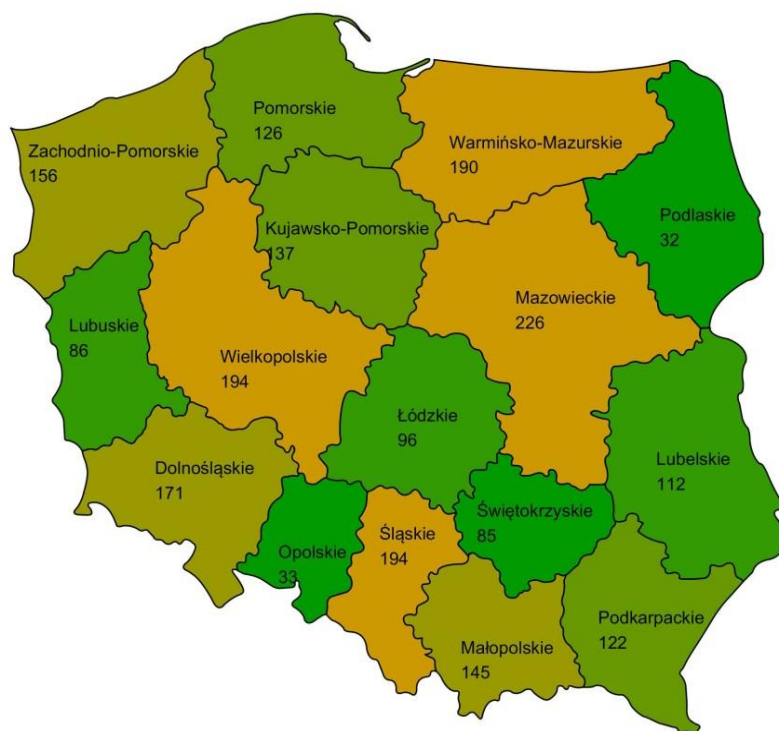 Pomorskie
126
Warmińsko-Mazurskie
190
Zachodnio-Pomorskie
156
Podlaskie
32
Kujawsko-Pomorskie
137
Mazowieckie
226
Lubuskie
86
Wielkopolskie
194
Łódzkie
96
Lubelskie
112
Dolnośląskie
171
Świętokrzyskie
85
Śląskie
194
Opolskie
33
Podkarpackie
122
Małopolskie
145